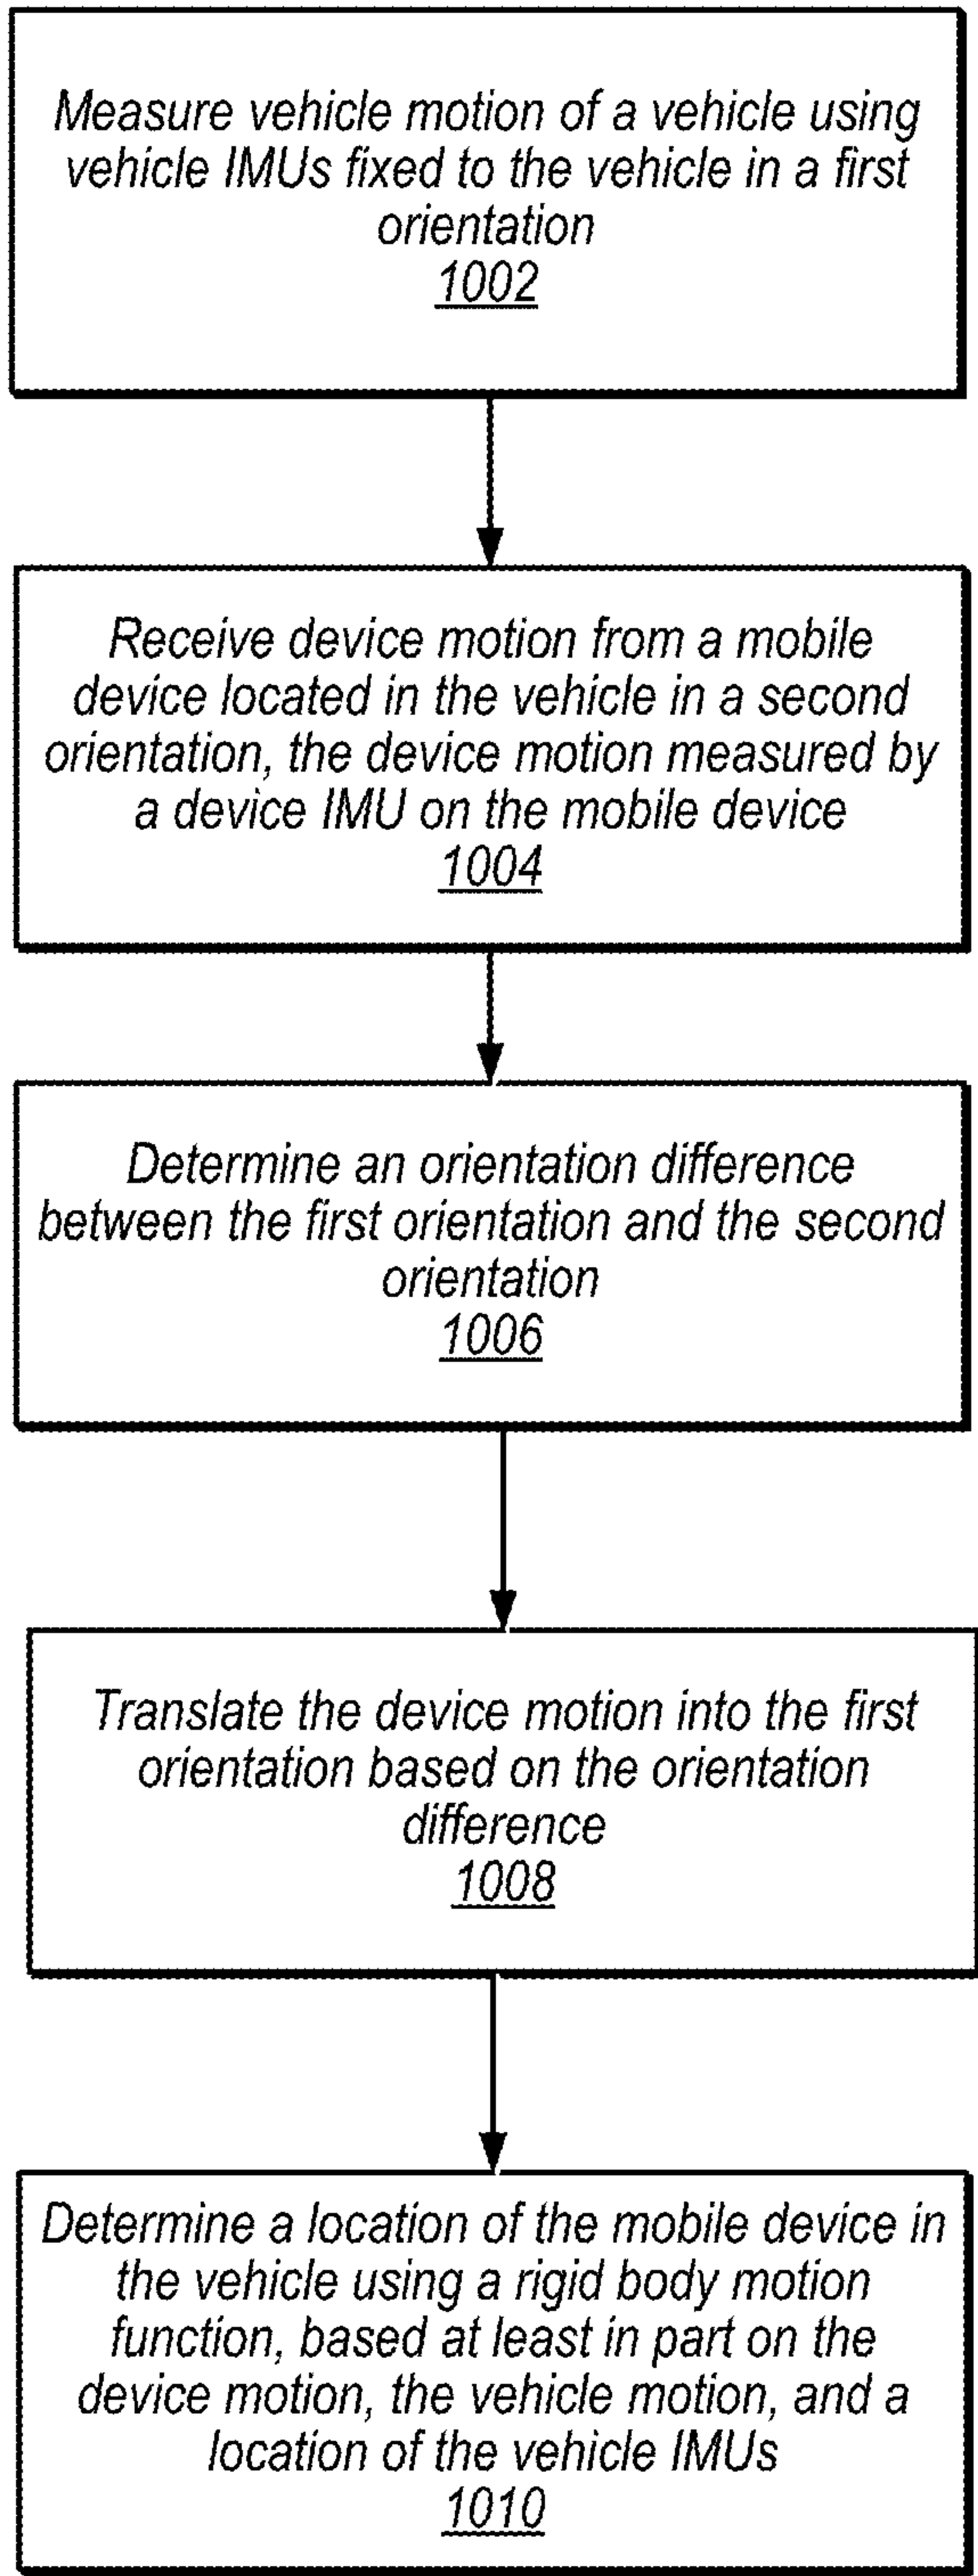 Measure vehicle motion of a vehicle using
vehicle IMUs fixed to the vehicle in a first
orientation
1002
Receive device motion from a mobile
device located in the vehicle in a second
orientation, the device motion measured by
a device IMU on the mobile device
1004
Determine an orientation difference
between the first orientation and the second
orientation
1006
Translate the device motion into the first
orientation based on the orientation
difference
1008
Determine a location of the mobile device in
the vehicle using a rigid body motion
function, based at least in part on the
device motion, the vehicle motion, and a
location of the vehicle IMUs
1010